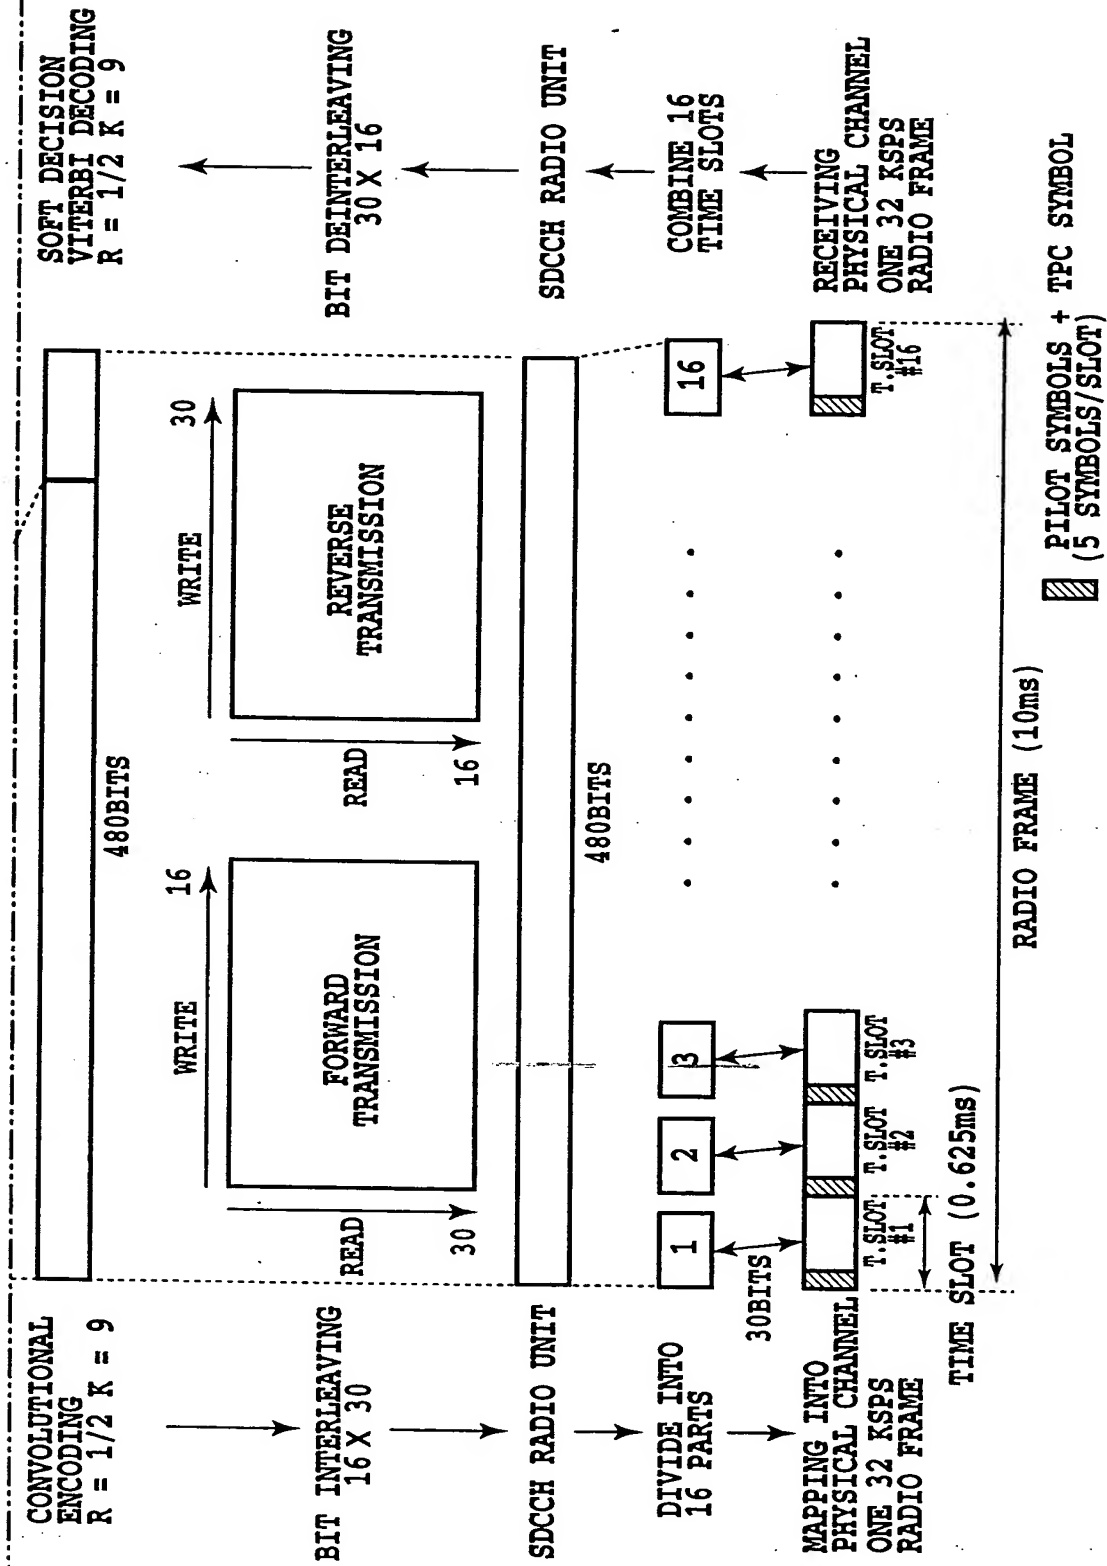 CONVOLUTIONAL
ENCODING
R = 1/2 K = 9
BIT INTERLEAVING
16 X 30
SDCCH RADIO UNIT
DIVIDE INTO
16 PARTS
MAPPING INTO
PHYSICAL CHANNEL
ONE 32 KSPS
RADIO FRAME
480BITS
WRITE
16
READ
30
FORWARD
TRANSMISSION
WRITE
30
READ
16
REVERSE
TRANSMISSION
480BITS
1
2
3
16
30BITS
T.SLOT
#1
T.SLOT
#2
T.SLOT
#3
T.SLOT
#16
TIME SLOT (0.625ms)
RADIO FRAME (10ms)
PILOT SYMBOLS + TPC SYMBOL
(5 SYMBOLS/SLOT)
SOFT DECISION
VITERBI DECODING
R = 1/2 K = 9
BIT DEINTERLEAVING
30 X 16
SDCCH RADIO UNIT
COMBINE 16
TIME SLOTS
RECEIVING
PHYSICAL CHANNEL
ONE 32 KSPS
RADIO FRAME